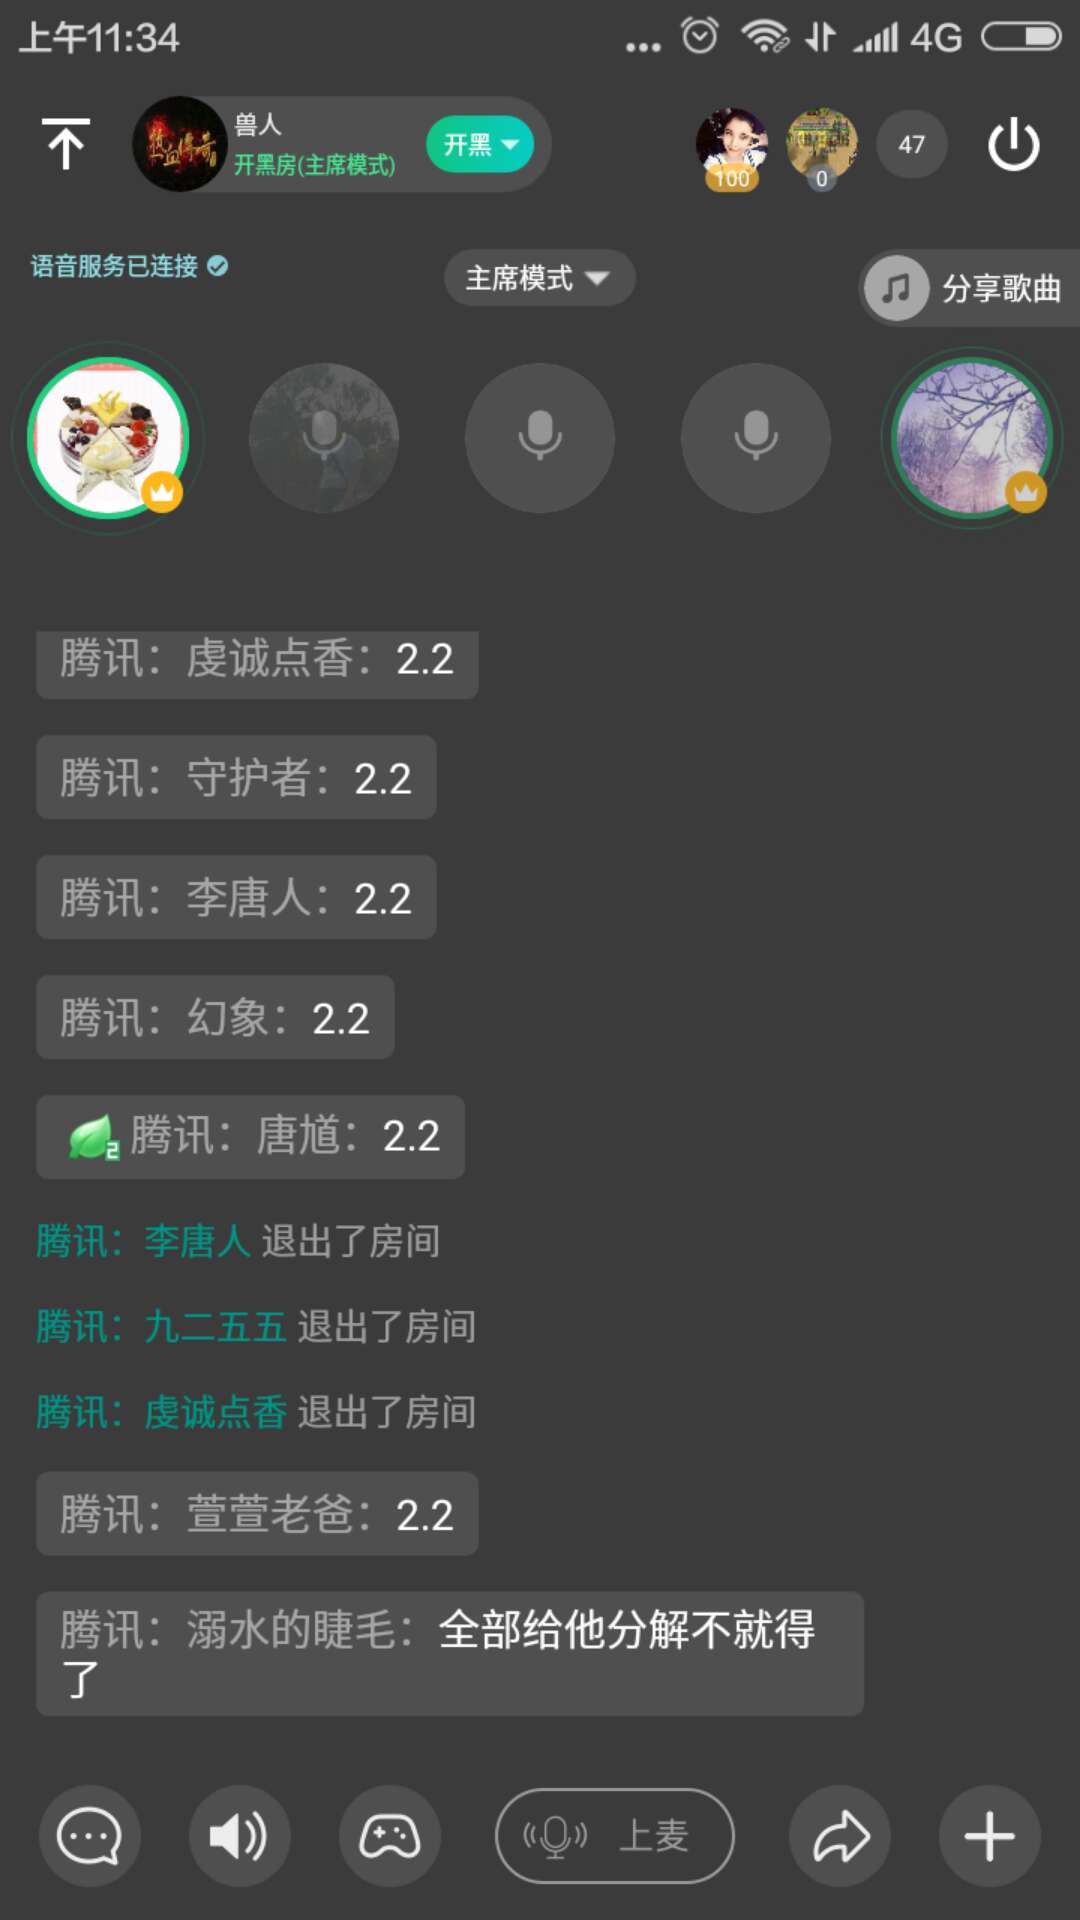 上午11:34
4G
热血传奇
兽人
开黑房(主席模式)
开黑
100
0
47
语音服务已连接
主席模式
分享歌曲
腾讯：虔诚点香：2.2
腾讯：守护者：2.2
腾讯：李唐人：2.2
腾讯：幻象：2.2
2 腾讯：唐馗：2.2
腾讯：李唐人 退出了房间
腾讯：九二五五 退出了房间
腾讯：虔诚点香 退出了房间
腾讯：萱萱老爸：2.2
腾讯：溺水的睫毛：全部给他分解不就得
了
上麦